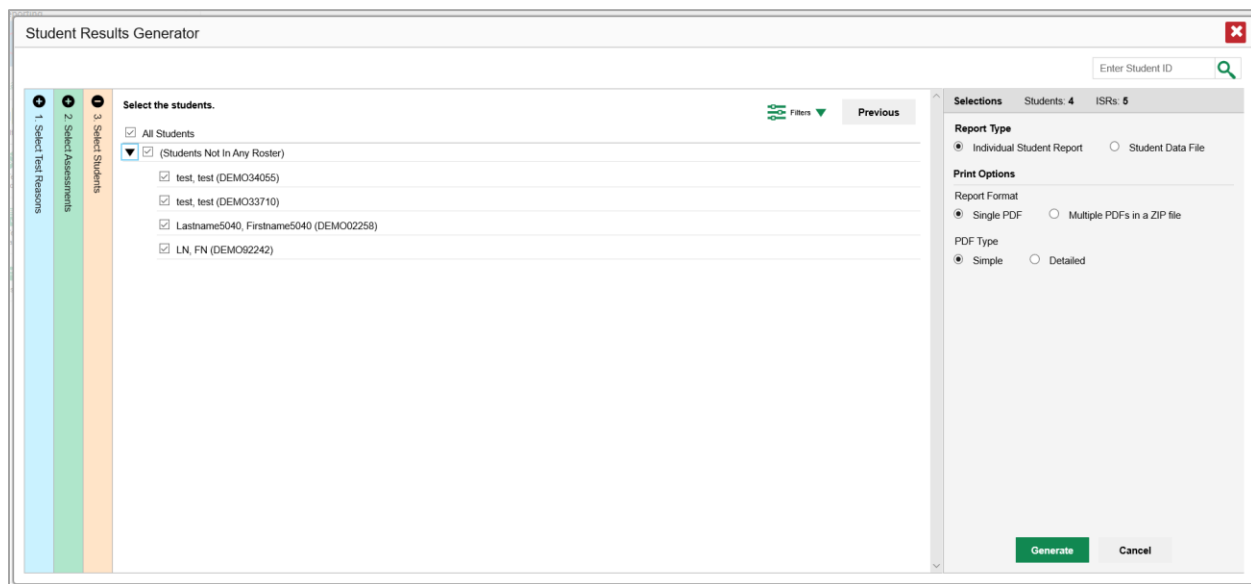 Student Results Generator
Enter Student ID
1. Select Test Reasons
2. Select Assessments
3. Select Students
Select the students.
Filters
Previous
All Students
(Students Not In Any Roster)
test, test (DEMO34055)
test, test (DEMO33710)
Lastname5040, Firstname5040 (DEMO02258)
LN, FN (DEMO92242)
Selections Students: 4 ISRs: 5
Report Type
Individual Student Report Student Data File
Print Options
Report Format
Single PDF Multiple PDFs in a ZIP file
PDF Type
Simple Detailed
Generate Cancel